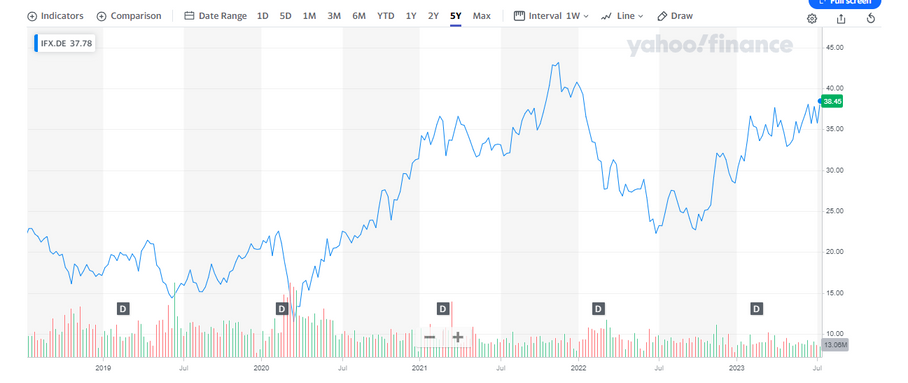 Full screen
Indicators Comparison Date Range 1D 5D 1M 3M 6M YTD 1Y 2Y 5Y Max Interval 1W Line Draw
IFX.DE 37.78
yahoo!finance
45.00
40.00
38.46
35.00
30.00
25.00
20.00
15.00
D D D D D
10.00
13.06M
2019 Jul 2020 Jul 2021 Jul 2022 Jul 2023 Jul